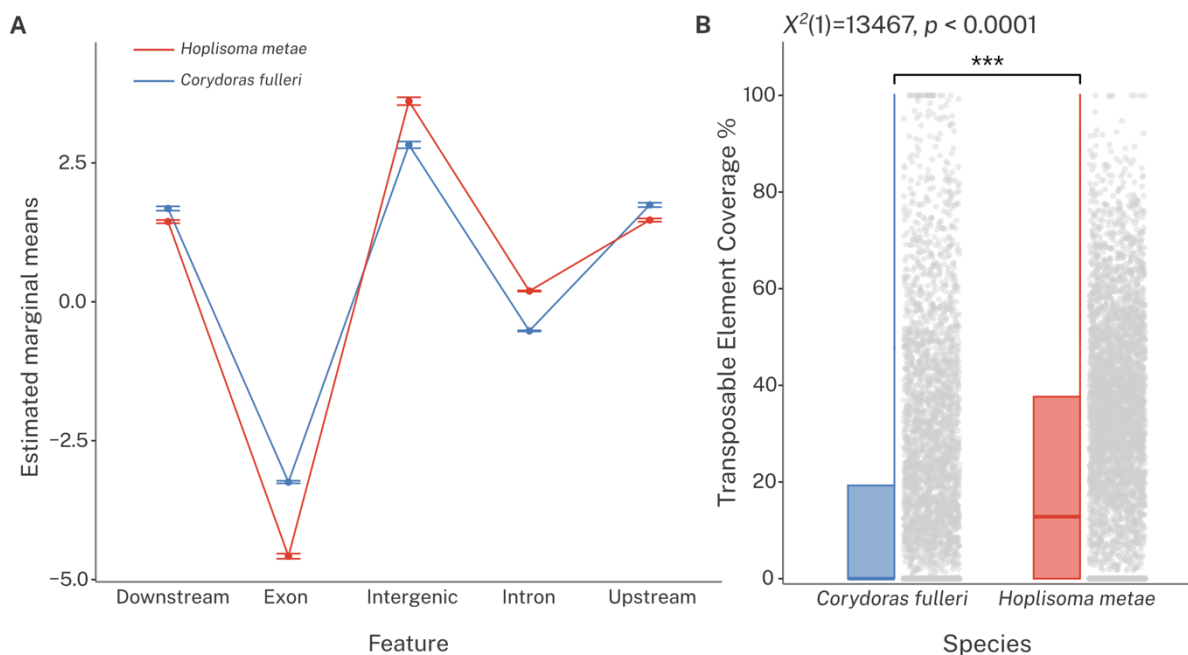 A
Hoplisoma metae
Corydoras fulleri
Estimated marginal means
2.5
0.0
−2.5
−5.0
Downstream Exon Intergenic Intron Upstream
Feature
B
X²(1)=13467, p < 0.0001
***
Transposable Element Coverage %
100
80
60
40
20
0
Corydoras fulleri Hoplisoma metae
Species